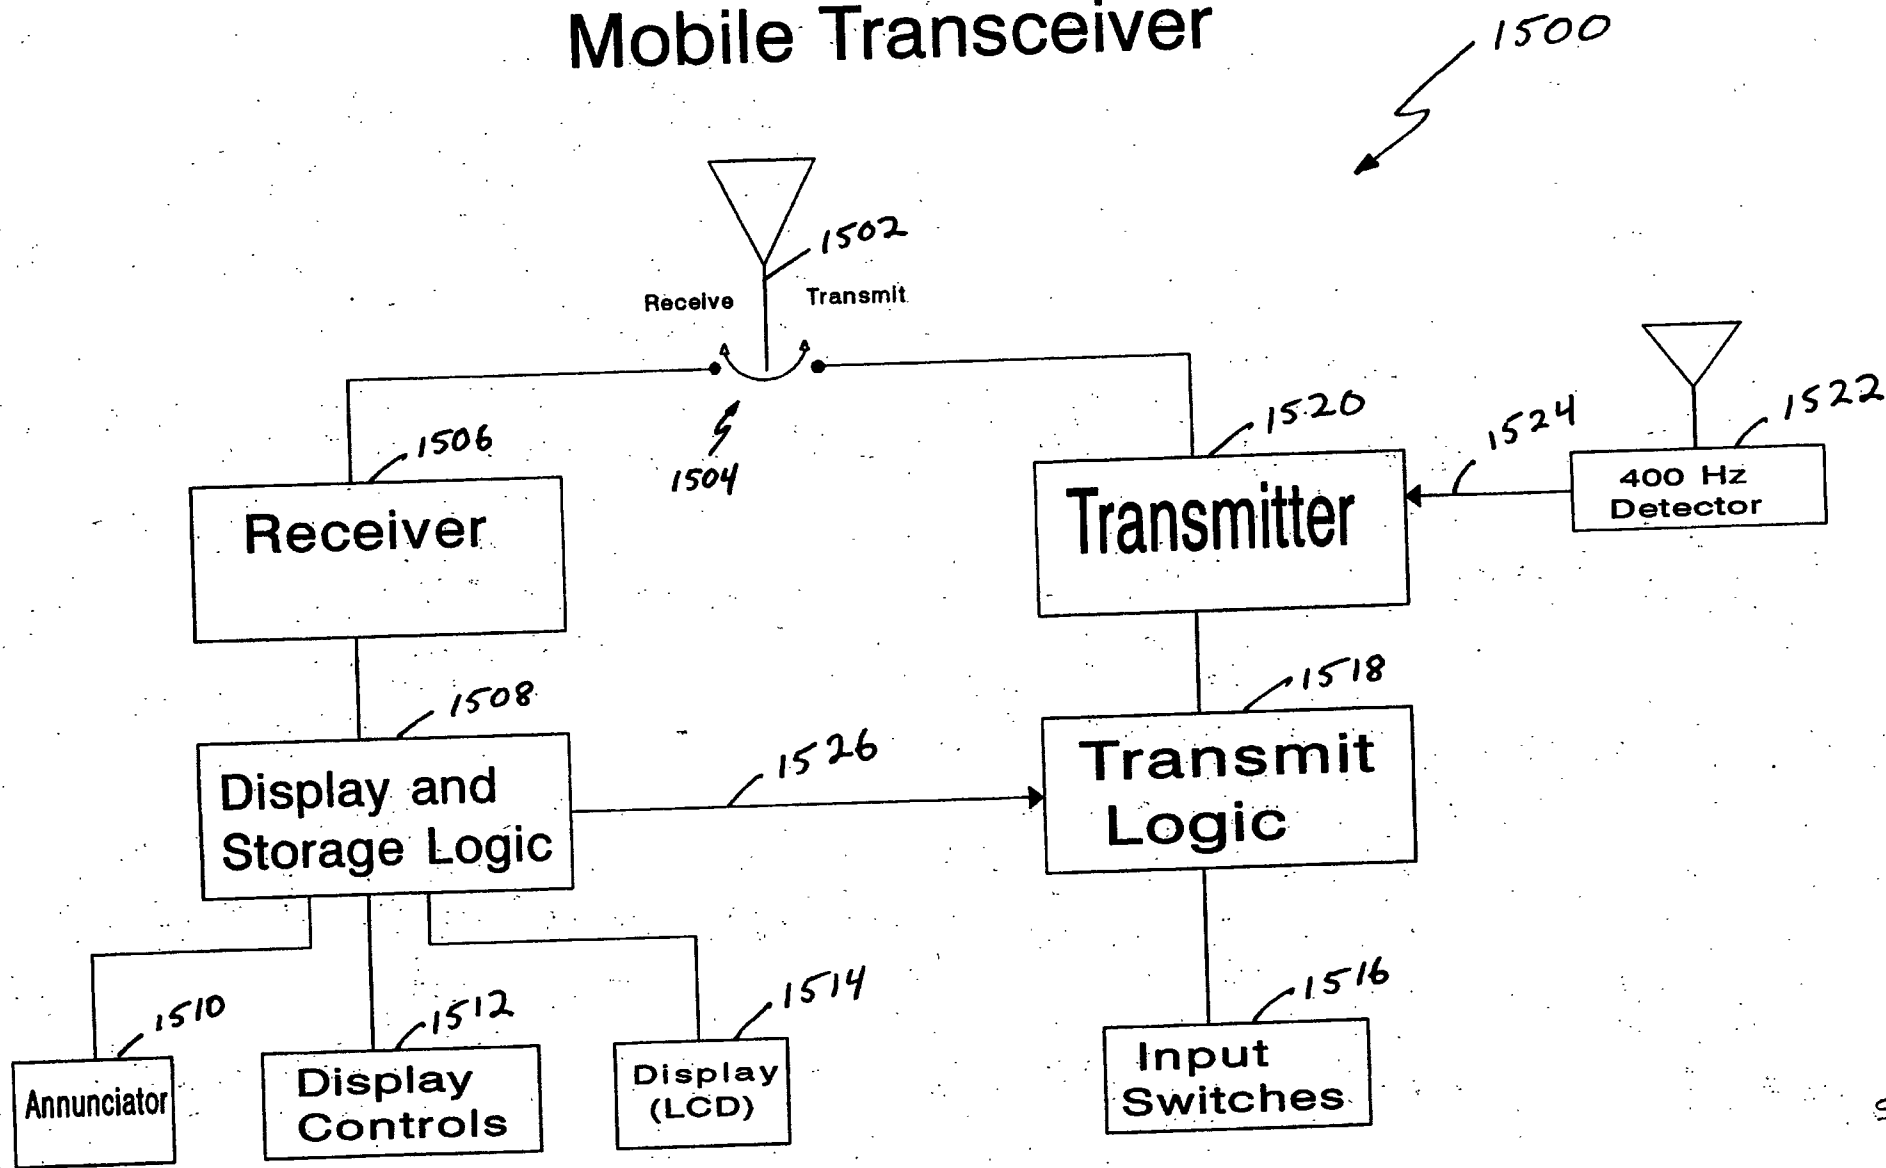 Mobile Transceiver
1500
1502
Receive
Transmit
1504
1506
Receiver
1520
Transmitter
1524
1522
400 Hz
Detector
1508
Display and
Storage Logic
1526
1518
Transmit
Logic
1510
Annunciator
1512
Display
Controls
1514
Display
(LCD)
1516
Input
Switches